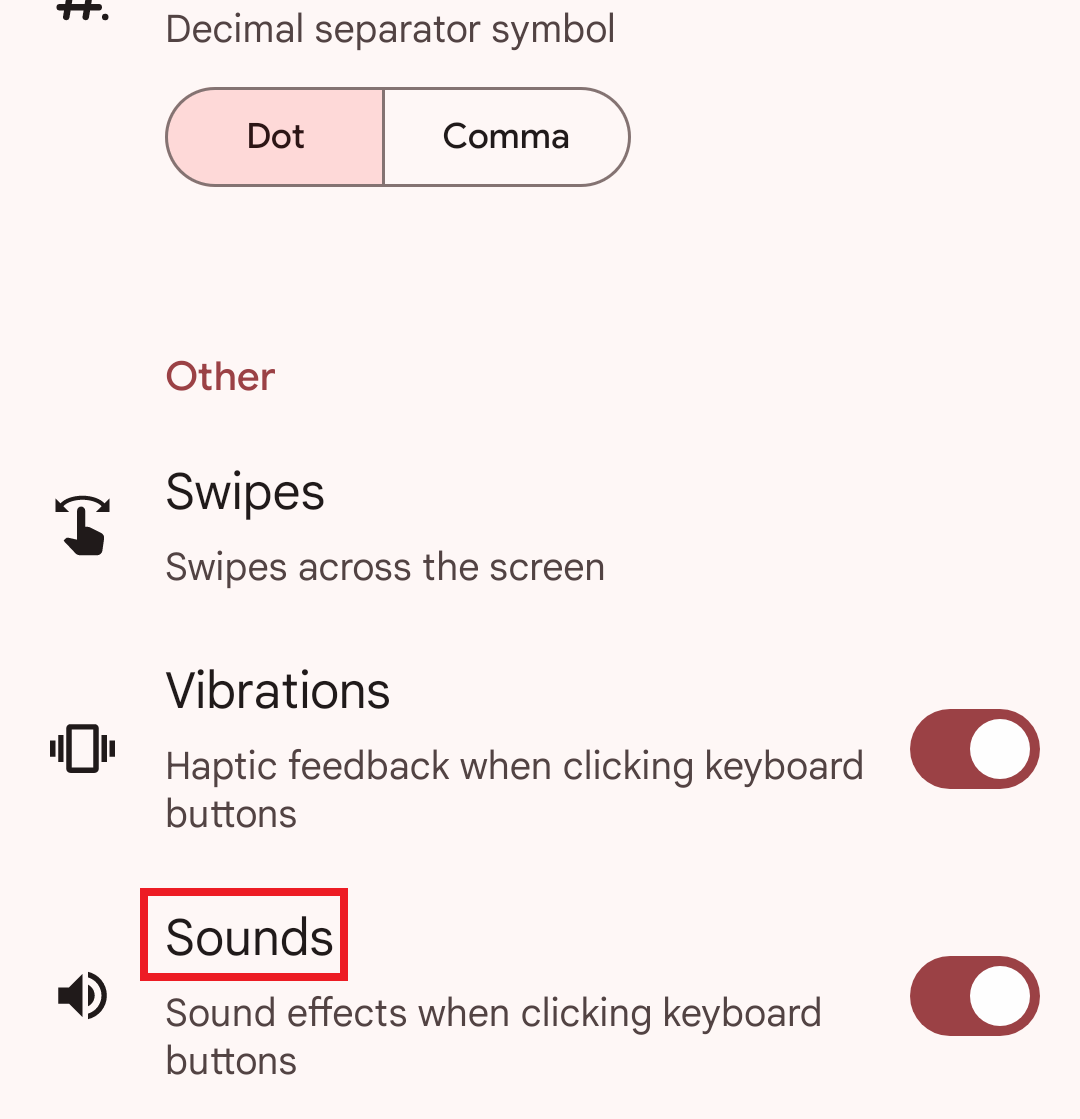 Decimal separator symbol
Dot
Comma
Other
Swipes
Swipes across the screen
Vibrations
Haptic feedback when clicking keyboard
buttons
Sounds
Sound effects when clicking keyboard
buttons